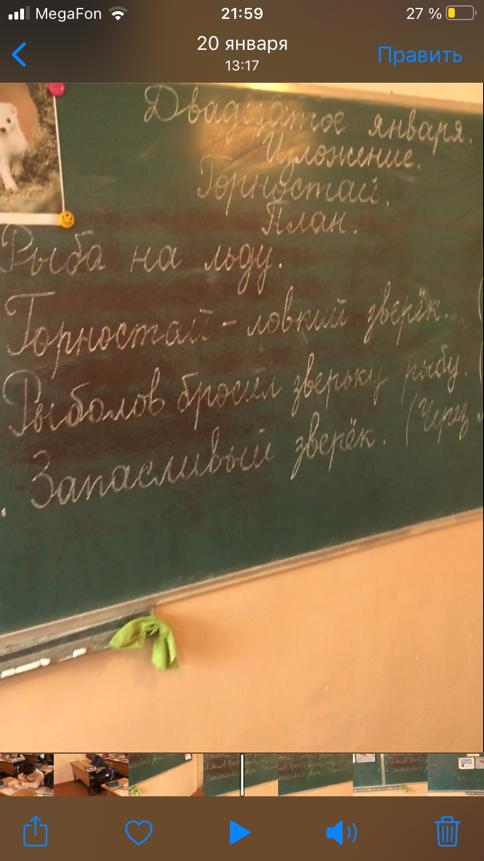 MegaFon 21:59 27 %
20 января
13:17
Править
Двадцатое января.
Изложение.
Горностай.
План.
Рыба на льду.
Горностай - ловкий зверёк. (
Рыболов бросил зверьку рыбу. (
Запасливый зверёк. (Через